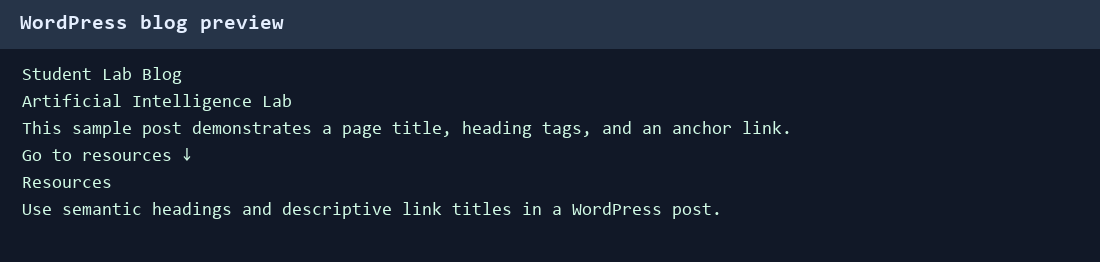 WordPress blog preview
Student Lab Blog
Artificial Intelligence Lab
This sample post demonstrates a page title, heading tags, and an anchor link.
Go to resources ↓
Resources
Use semantic headings and descriptive link titles in a WordPress post.